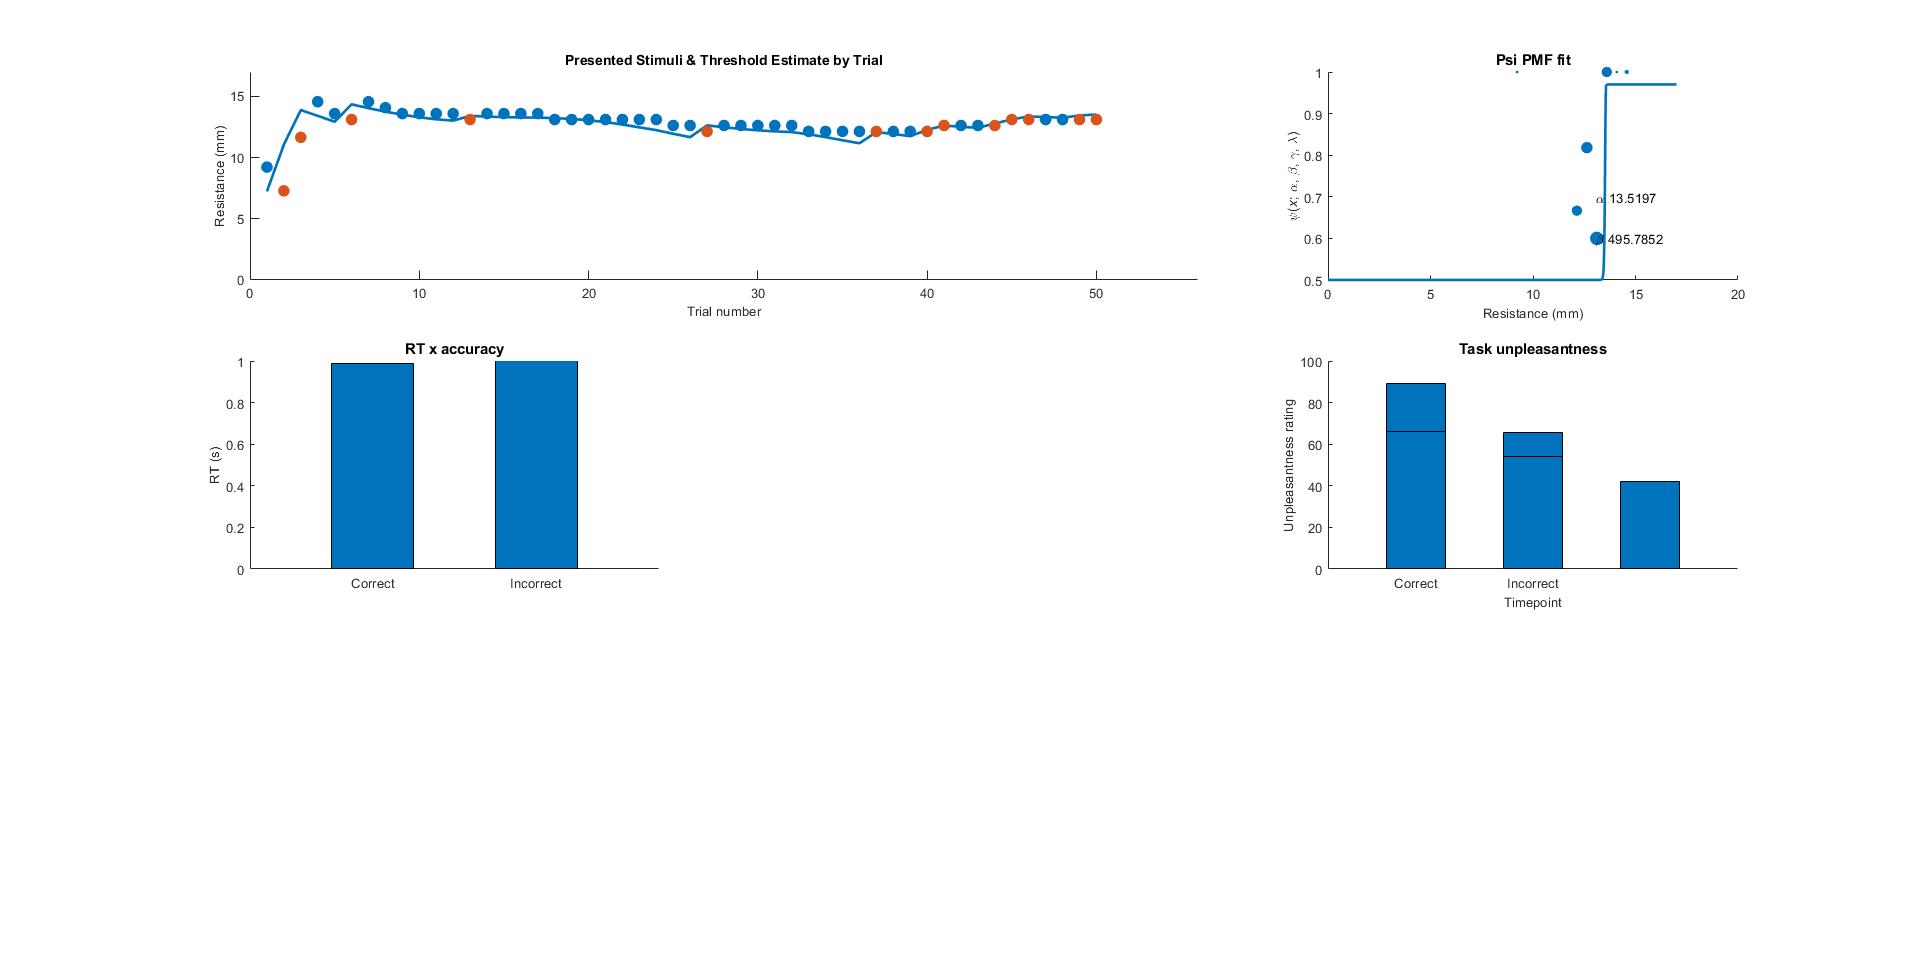 Presented Stimuli & Threshold Estimate by Trial
Resistance (mm)
15
10
5
0
0 10 20 30 40 50
Trial number
Psi PMF fit
ψ(x; α, β, γ, λ)
1
0.9
0.8
0.7
0.6
0.5
α 13.5197
β 495.7852
0 5 10 15 20
Resistance (mm)
RT x accuracy
RT (s)
1
0.8
0.6
0.4
0.2
0
Correct Incorrect
Task unpleasantness
Unpleasantness rating
100
80
60
40
20
0
Correct Incorrect
Timepoint